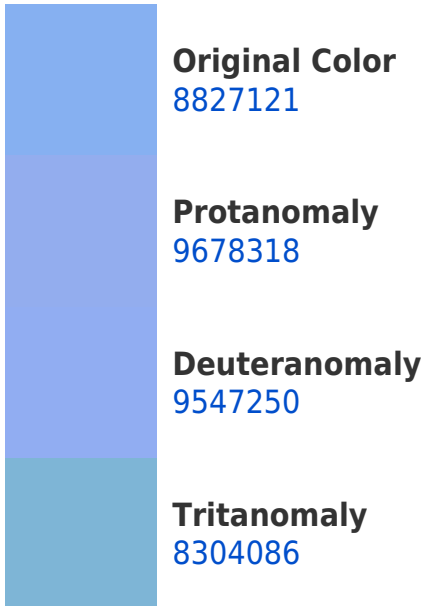 Original Color
8827121
Protanomaly
9678318
Deuteranomaly
9547250
Tritanomaly
8304086